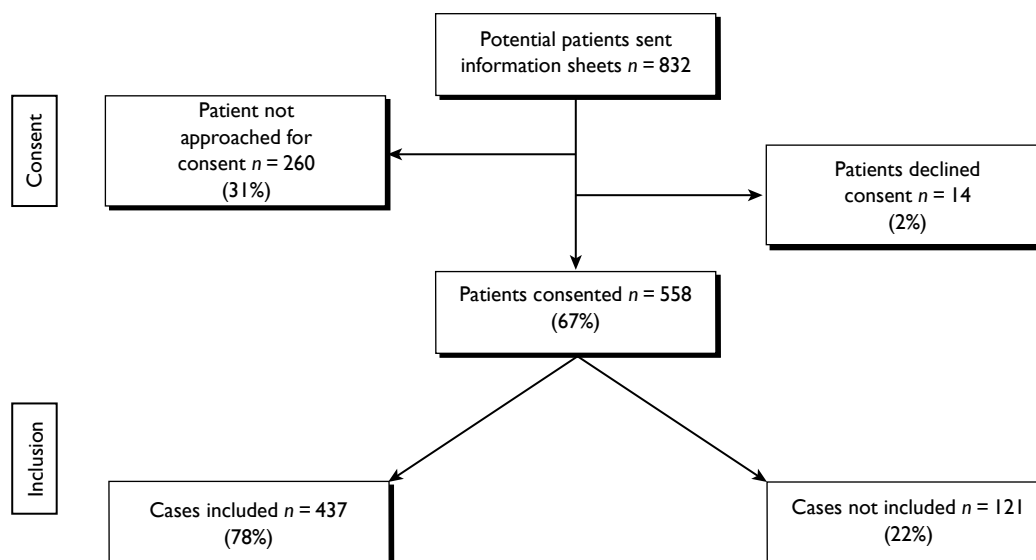 Potential patients sent
information sheets n = 832
Consent
Patient not
approached for
consent n = 260
(31%)
Patients declined
consent n = 14
(2%)
Patients consented n = 558
(67%)
Inclusion
Cases included n = 437
(78%)
Cases not included n = 121
(22%)